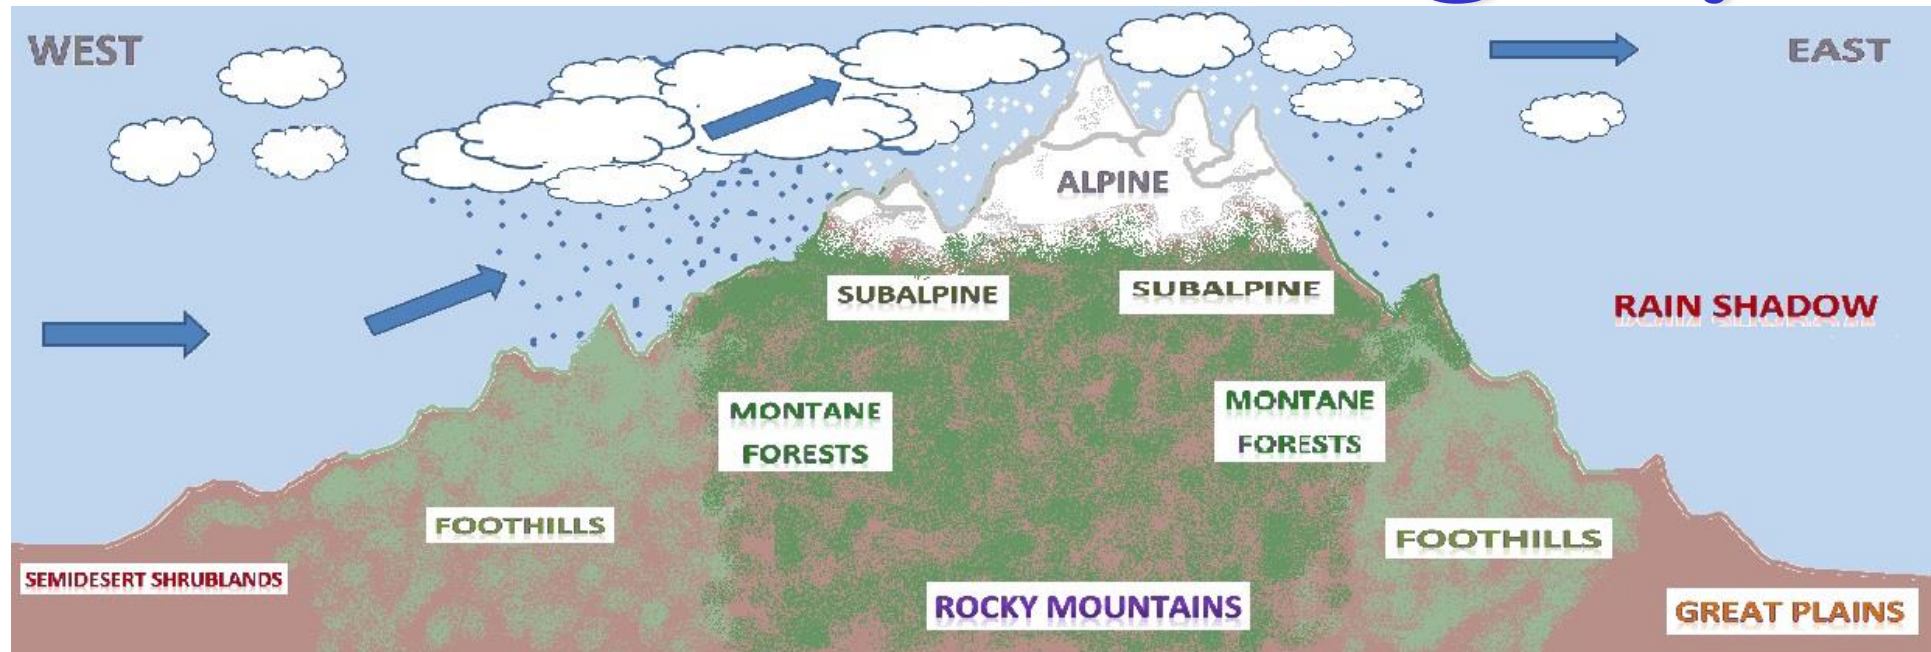 WEST
EAST
ALPINE
SUBALPINE
SUBALPINE
RAIN SHADOW
MONTANE
FORESTS
MONTANE
FORESTS
FOOTHILLS
FOOTHILLS
SEMIDESERT SHRUBLANDS
ROCKY MOUNTAINS
GREAT PLAINS